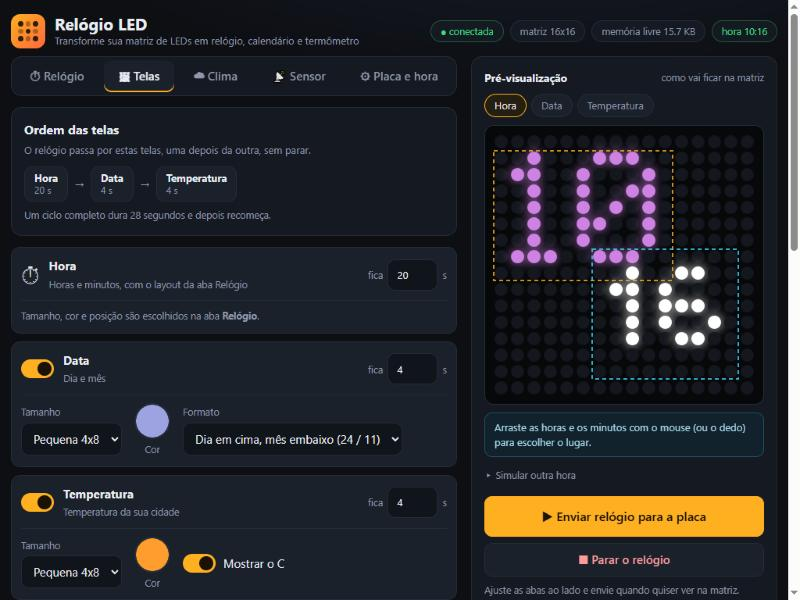 Relógio LED
Transforme sua matriz de LEDs em relógio, calendário e termômetro
conectada
matriz 16x16
memória livre 15.7 KB
hora 10:16
Relógio
Telas
Clima
Sensor
Placa e hora
Ordem das telas
O relógio passa por estas telas, uma depois da outra, sem parar.
Hora
20 s
→
Data
4 s
→
Temperatura
4 s
Um ciclo completo dura 28 segundos e depois recomeça.
Hora
Horas e minutos, com o layout da aba Relógio
fica 20 s
Tamanho, cor e posição são escolhidos na aba Relógio.
Data
Dia e mês
fica 4 s
Tamanho
Pequena 4x8
Cor
Formato
Dia em cima, mês embaixo (24 / 11)
Temperatura
Temperatura da sua cidade
fica 4 s
Tamanho
Pequena 4x8
Cor
Mostrar o C
Pré-visualização
como vai ficar na matriz
Hora
Data
Temperatura
10
16
Arraste as horas e os minutos com o mouse (ou o dedo)
para escolher o lugar.
Simular outra hora
Enviar relógio para a placa
Parar o relógio
Ajuste as abas ao lado e envie quando quiser ver na matriz.